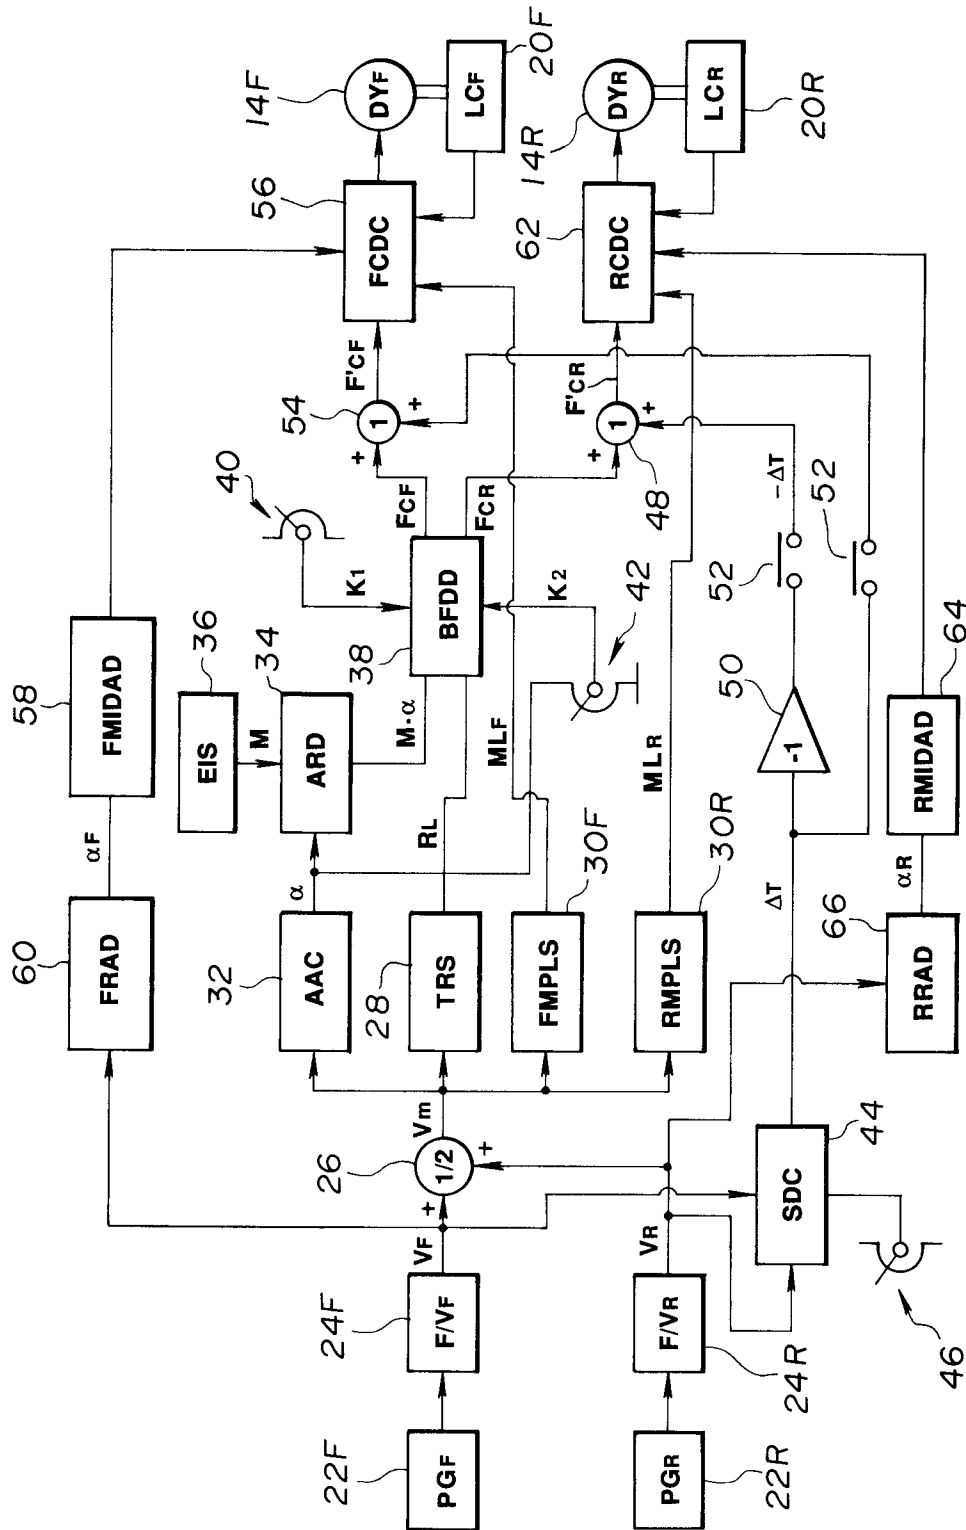 58
FMIDAD
αF
60
FRAD
36
EIS
M
34
ARD
α
32
AAC
M·α
RL
28
TRS
MLF
30F
FMPLS
MLR
30R
RMPLS
40
K1
38
BFDD
K2
42
FCF
FCR
54
1
+
+
F'CF
56
FCDC
14F
DYF
20F
LCF
48
1
+
+
F'CR
62
RCDC
14R
DYR
20R
LCR
-ΔT
52
52
50
-1
ΔT
64
RMIDAD
αR
66
RRAD
Vm
26
1/2
+
+
VF
24F
F/VF
22F
PGF
VR
24R
F/VR
22R
PGR
44
SDC
46